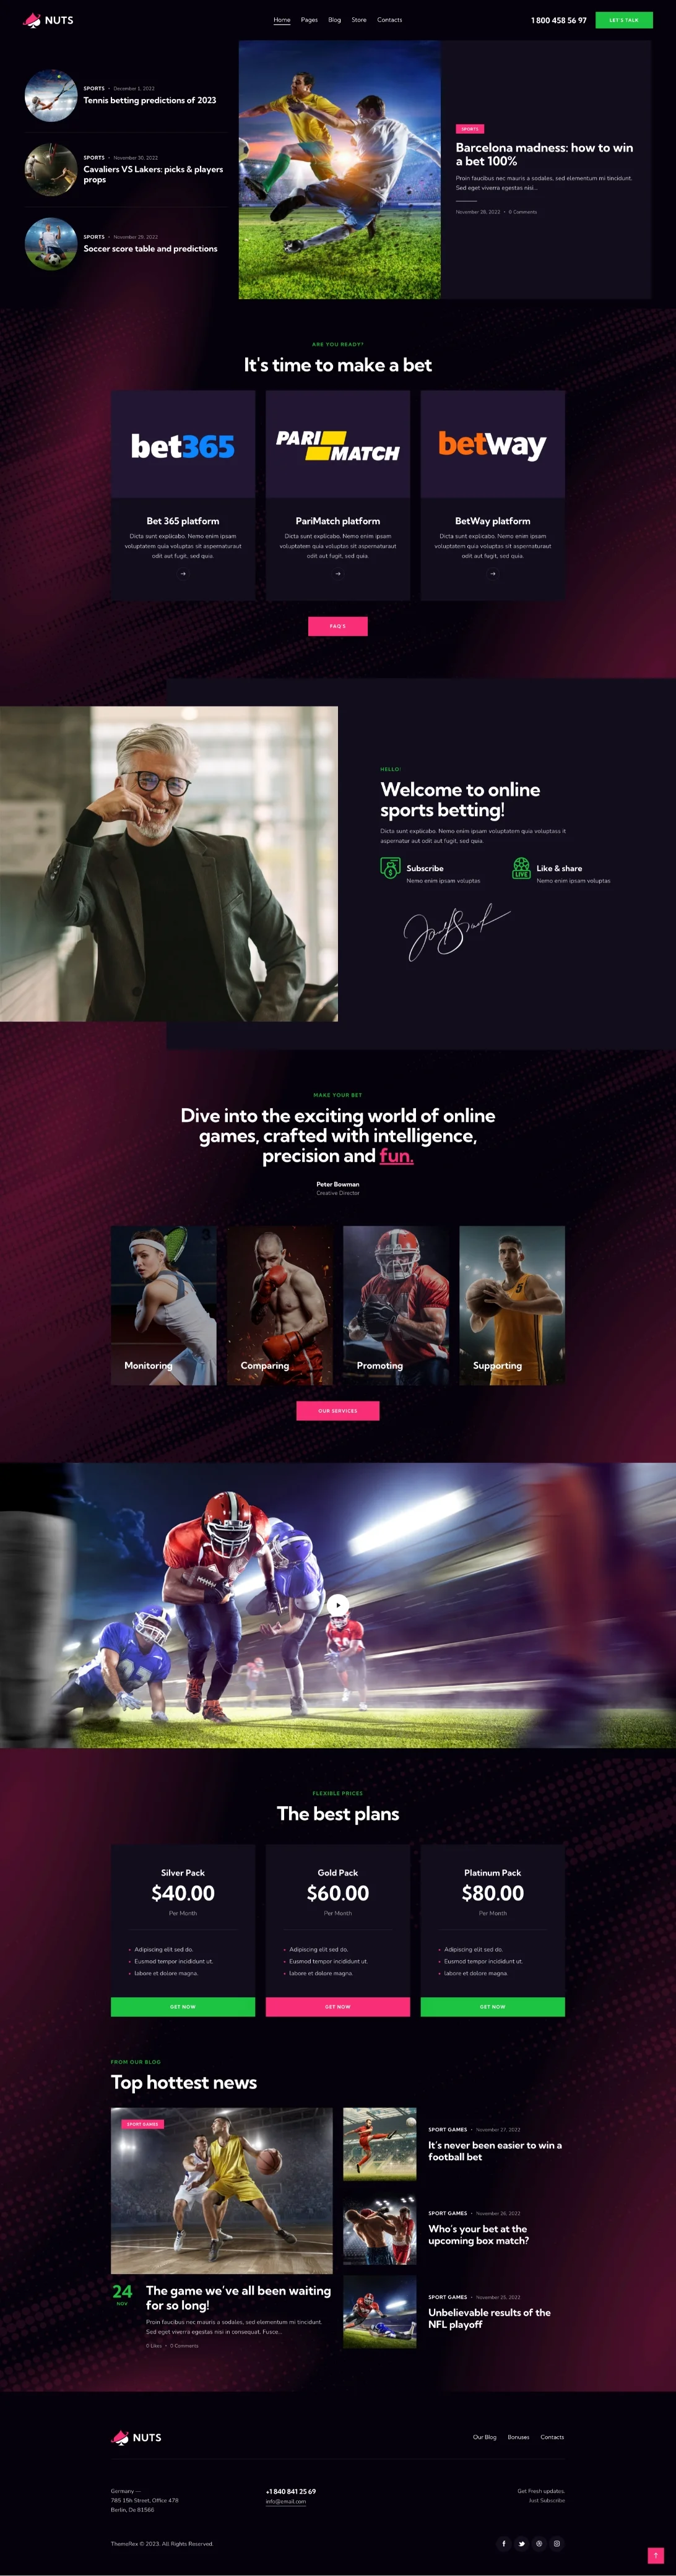 NUTS
Home Pages Blog Store Contacts
1 800 458 56 97
LET'S TALK
SPORTS • December 1, 2022
Tennis betting predictions of 2023
SPORTS • November 30, 2022
Cavaliers VS Lakers: picks & players
props
SPORTS • November 29, 2022
Soccer score table and predictions
SPORTS
Barcelona madness: how to win
a bet 100%
Proin faucibus nec mauris a sodales, sed elementum mi tincidunt.
Sed eget viverra egestas nisi...
November 28, 2022 • 0 Comments
ARE YOU READY?
It's time to make a bet
bet365
Bet 365 platform
Dicta sunt explicabo. Nemo enim ipsam
voluptatem quia voluptas sit aspernaturaut
odit aut fugit, sed quia.
PARI MATCH
PariMatch platform
Dicta sunt explicabo. Nemo enim ipsam
voluptatem quia voluptas sit aspernaturaut
odit aut fugit, sed quia.
betway
BetWay platform
Dicta sunt explicabo. Nemo enim ipsam
voluptatem quia voluptas sit aspernaturaut
odit aut fugit, sed quia.
FAQ'S
HELLO!
Welcome to online
sports betting!
Dicta sunt explicabo. Nemo enim ipsam voluptatem quia voluptass it
aspernatur aut odit aut fugit, sed quia.
Subscribe
Nemo enim ipsam voluptas
LIVE
Like & share
Nemo enim ipsam voluptas
MAKE YOUR BET
Dive into the exciting world of online
games, crafted with intelligence,
precision and fun.
Peter Bowman
Creative Director
Monitoring
Comparing
Promoting
5
Supporting
OUR SERVICES
FLEXIBLE PRICES
The best plans
Silver Pack
$40.00
Per Month
Adipiscing elit sed do.
Eusmod tempor incididunt ut.
labore et dolore magna.
GET NOW
Gold Pack
$60.00
Per Month
Adipiscing elit sed do.
Eusmod tempor incididunt ut.
labore et dolore magna.
GET NOW
Platinum Pack
$80.00
Per Month
Adipiscing elit sed do.
Eusmod tempor incididunt ut.
labore et dolore magna.
GET NOW
FROM OUR BLOG
Top hottest news
SPORT GAMES
24
NOV
The game we've all been waiting
for so long!
Proin faucibus nec mauris a sodales, sed elementum mi tincidunt.
Sed eget viverra egestas nisi in consequat. Fusce...
0 Likes • 0 Comments
SPORT GAMES • November 27, 2022
It's never been easier to win a
football bet
SPORT GAMES • November 26, 2022
Who's your bet at the
upcoming box match?
SPORT GAMES • November 25, 2022
Unbelievable results of the
NFL playoff
NUTS
Our Blog Bonuses Contacts
Germany —
785 15h Street, Office 478
Berlin, De 81566
+1 840 841 25 69
info@email.com
Get Fresh updates.
Just Subscribe
ThemeRex © 2023. All Rights Reserved.